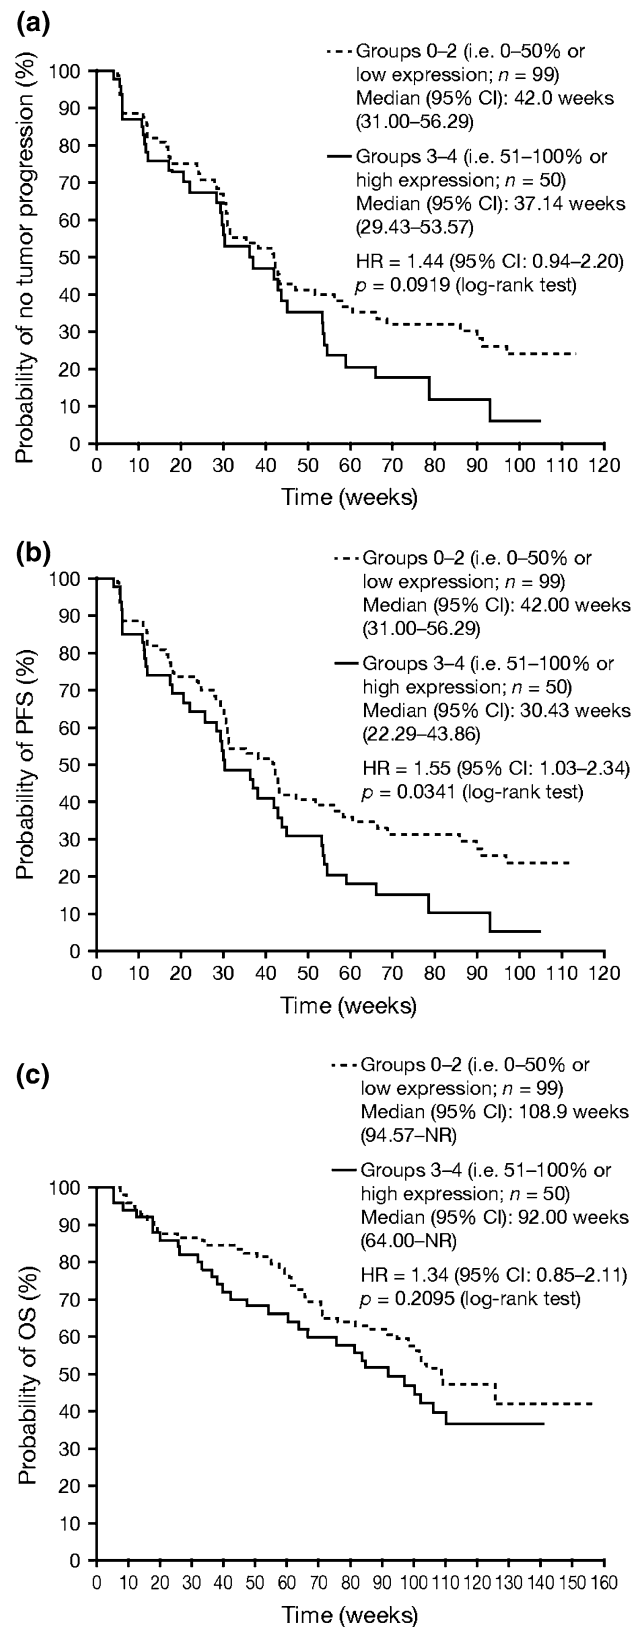 (a)
Groups 0–2 (i.e. 0–50% or
low expression; n = 99)
Median (95% CI): 42.0 weeks
(31.00–56.29)
Groups 3–4 (i.e. 51–100% or
high expression; n = 50)
Median (95% CI): 37.14 weeks
(29.43–53.57)
HR = 1.44 (95% CI: 0.94–2.20)
p = 0.0919 (log-rank test)
Probability of no tumor progression (%)
100
90
80
70
60
50
40
30
20
10
0
0 10 20 30 40 50 60 70 80 90 100 110 120
Time (weeks)
(b)
Groups 0–2 (i.e. 0–50% or
low expression; n = 99)
Median (95% CI): 42.00 weeks
(31.00–56.29)
Groups 3–4 (i.e. 51–100% or
high expression; n = 50)
Median (95% CI): 30.43 weeks
(22.29–43.86)
HR = 1.55 (95% CI: 1.03–2.34)
p = 0.0341 (log-rank test)
Probability of PFS (%)
100
90
80
70
60
50
40
30
20
10
0
0 10 20 30 40 50 60 70 80 90 100 110 120
Time (weeks)
(c)
Groups 0–2 (i.e. 0–50% or
low expression; n = 99)
Median (95% CI): 108.9 weeks
(94.57–NR)
Groups 3–4 (i.e. 51–100% or
high expression; n = 50)
Median (95% CI): 92.00 weeks
(64.00–NR)
HR = 1.34 (95% CI: 0.85–2.11)
p = 0.2095 (log-rank test)
Probability of OS (%)
100
90
80
70
60
50
40
30
20
10
0
0 10 20 30 40 50 60 70 80 90 100 110 120 130 140 150 160
Time (weeks)